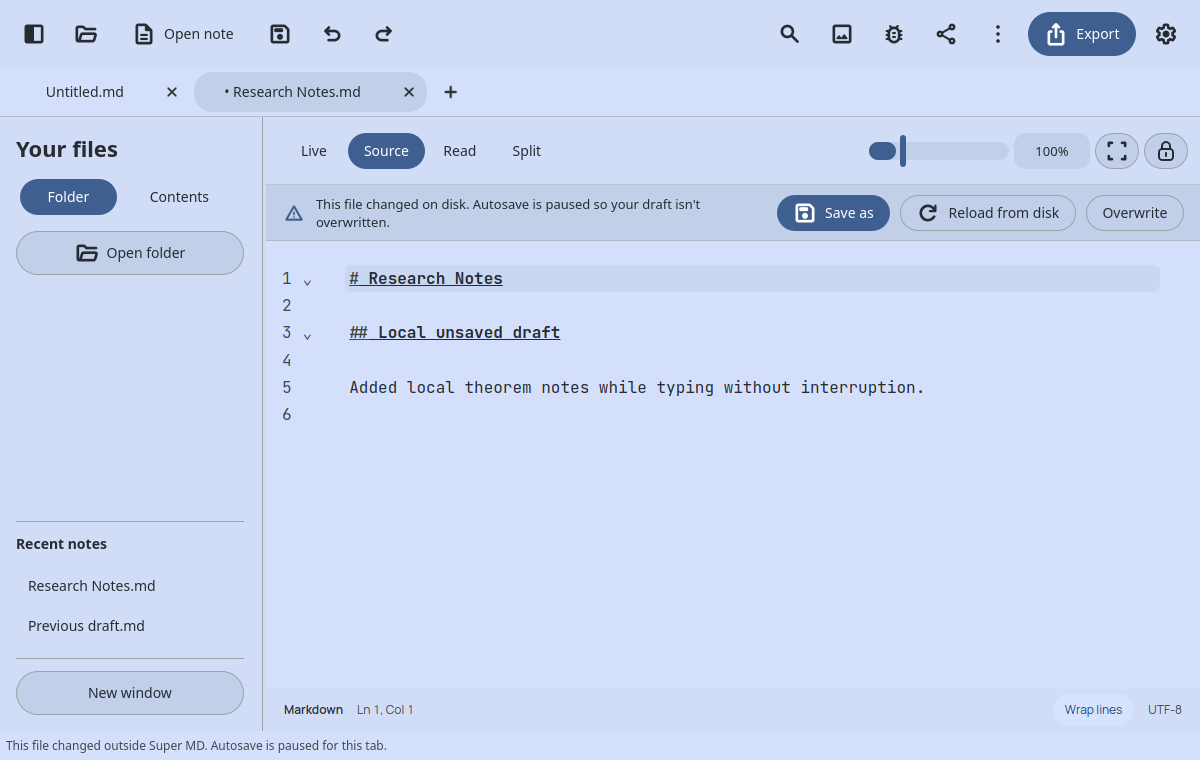 Open note
Export
Untitled.md
• Research Notes.md
Your files
Folder
Contents
Open folder
Recent notes
Research Notes.md
Previous draft.md
New window
Live
Source
Read
Split
100%
This file changed on disk. Autosave is paused so your draft isn't
overwritten.
Save as
Reload from disk
Overwrite
1 # Research Notes
2
3 ## Local unsaved draft
4
5 Added local theorem notes while typing without interruption.
6
Markdown
Ln 1, Col 1
Wrap lines
UTF-8
This file changed outside Super MD. Autosave is paused for this tab.